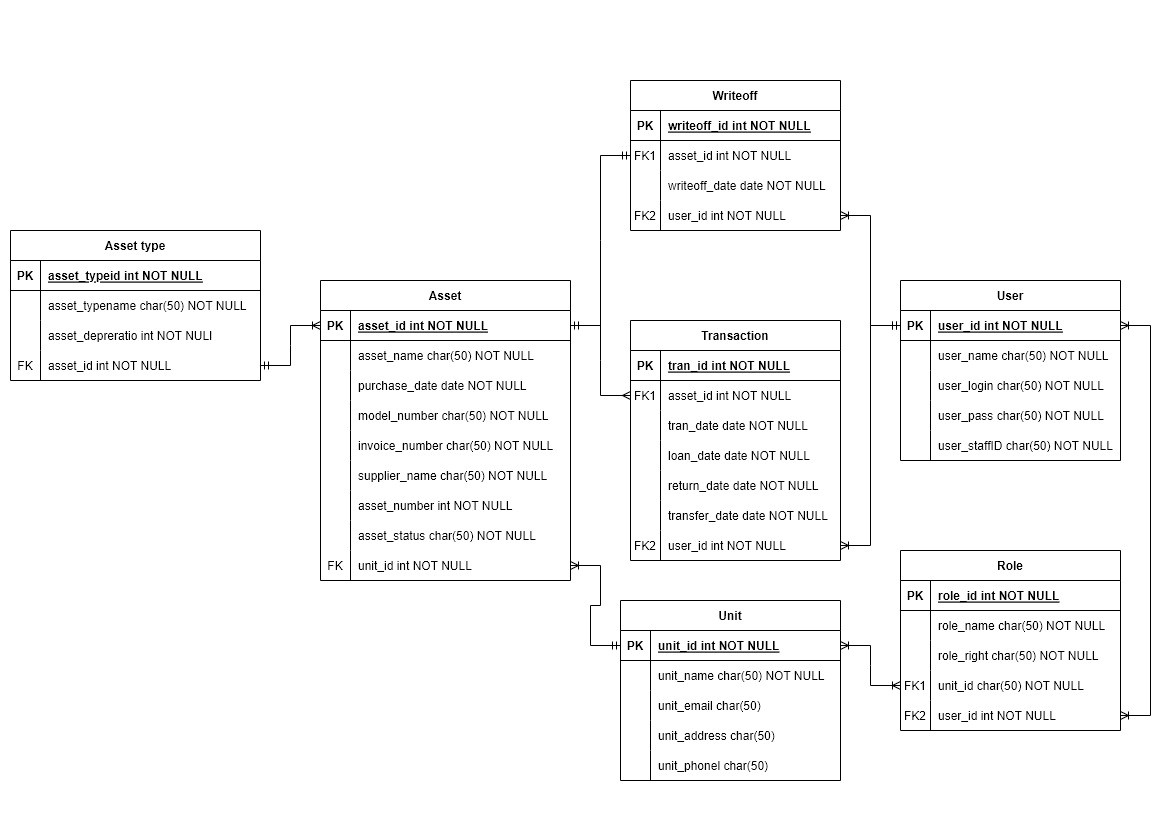 Writeoff
PK writeoff_id int NOT NULL
FK1 asset_id int NOT NULL
writeoff_date date NOT NULL
FK2 user_id int NOT NULL
Asset type
PK asset_typeid int NOT NULL
asset_typename char(50) NOT NULL
asset_depreratio int NOT NULl
FK asset_id int NOT NULL
Asset
PK asset_id int NOT NULL
asset_name char(50) NOT NULL
purchase_date date NOT NULL
model_number char(50) NOT NULL
invoice_number char(50) NOT NULL
supplier_name char(50) NOT NULL
asset_number int NOT NULL
asset_status char(50) NOT NULL
FK unit_id int NOT NULL
Transaction
PK tran_id int NOT NULL
FK1 asset_id int NOT NULL
tran_date date NOT NULL
loan_date date NOT NULL
return_date date NOT NULL
transfer_date date NOT NULL
FK2 user_id int NOT NULL
User
PK user_id int NOT NULL
user_name char(50) NOT NULL
user_login char(50) NOT NULL
user_pass char(50) NOT NULL
user_staffID char(50) NOT NULL
Unit
PK unit_id int NOT NULL
unit_name char(50) NOT NULL
unit_email char(50)
unit_address char(50)
unit_phonel char(50)
Role
PK role_id int NOT NULL
role_name char(50) NOT NULL
role_right char(50) NOT NULL
FK1 unit_id char(50) NOT NULL
FK2 user_id int NOT NULL